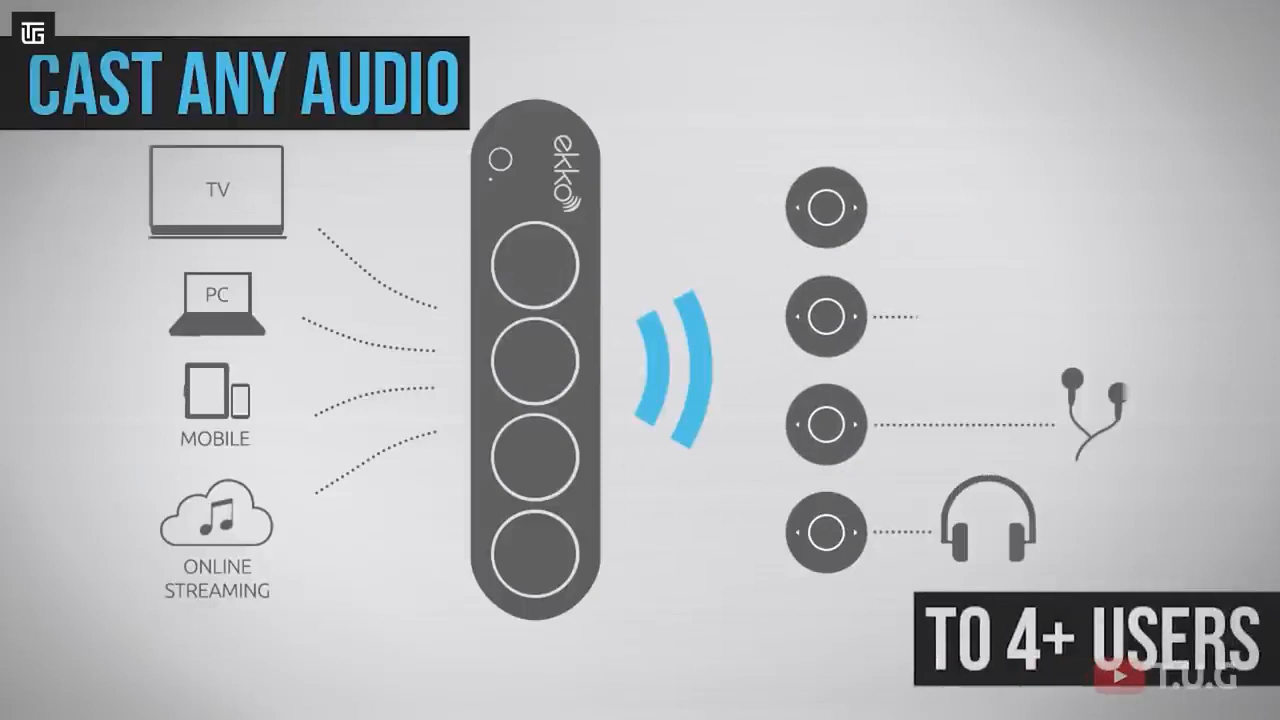 TG
CAST ANY AUDIO
TV
PC
MOBILE
ONLINE
STREAMING
ekko
TO 4+ USERS
T.U.G